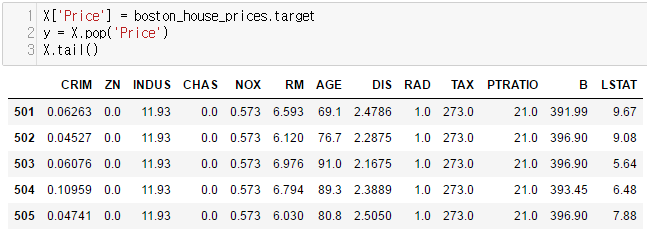 1 X['Price'] = boston_house_prices.target
2 y = X.pop('Price')
3 X.tail()
CRIM ZN INDUS CHAS NOX RM AGE DIS RAD TAX PTRATIO B LSTAT
501 0.06263 0.0 11.93 0.0 0.573 6.593 69.1 2.4786 1.0 273.0 21.0 391.99 9.67
502 0.04527 0.0 11.93 0.0 0.573 6.120 76.7 2.2875 1.0 273.0 21.0 396.90 9.08
503 0.06076 0.0 11.93 0.0 0.573 6.976 91.0 2.1675 1.0 273.0 21.0 396.90 5.64
504 0.10959 0.0 11.93 0.0 0.573 6.794 89.3 2.3889 1.0 273.0 21.0 393.45 6.48
505 0.04741 0.0 11.93 0.0 0.573 6.030 80.8 2.5050 1.0 273.0 21.0 396.90 7.88